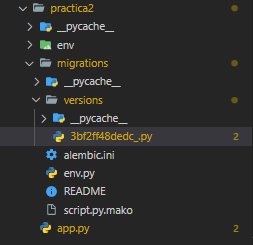 practica2
__pycache__
env
migrations
__pycache__
versions
__pycache__
3bf2ff48dedc_.py 2
alembic.ini
env.py
README
script.py.mako
app.py 2